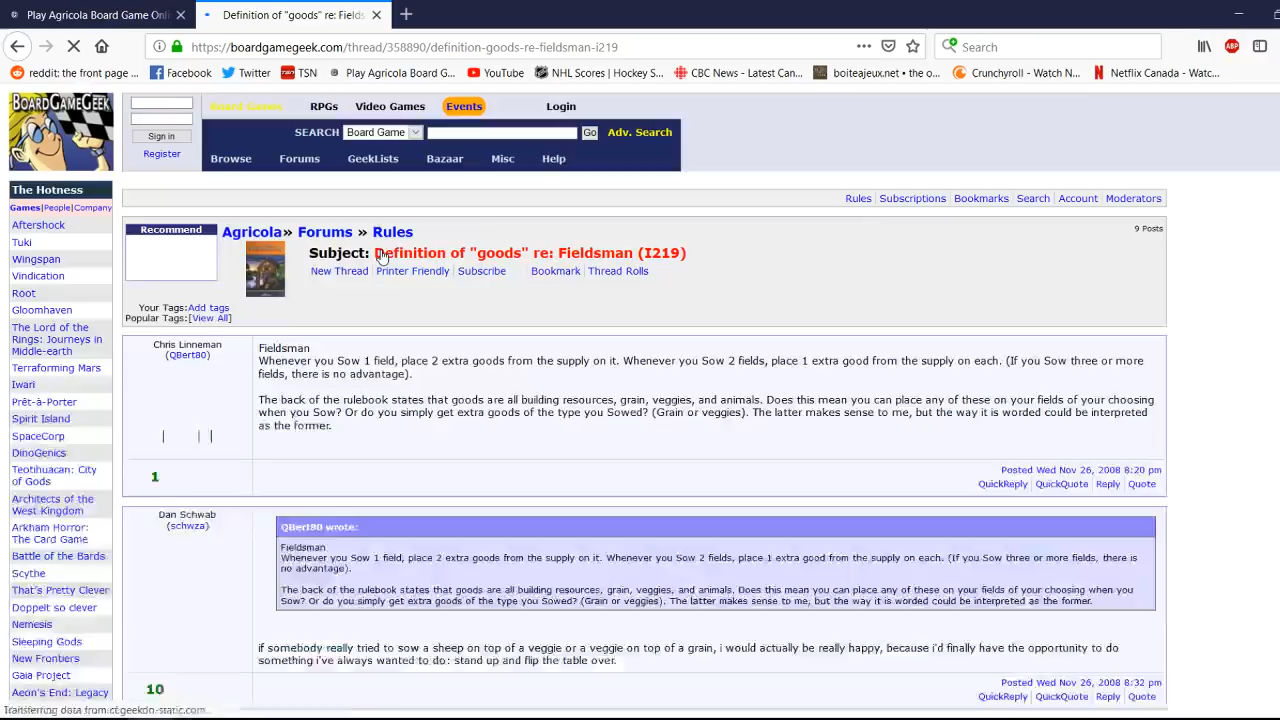 Play Agricola Board Game Onli
Definition of "goods" re: Fields
https://boardgamegeek.com/thread/358890/definition-goods-re-fieldsman-i219
Search
reddit: the front page ...
Facebook
Twitter
TSN
Play Agricola Board G...
YouTube
NHL Scores | Hockey S...
CBC News - Latest Can...
boiteajeux.net • the o...
Crunchyroll - Watch N...
Netflix Canada - Watc...
BOARDGAMEGEEK
Sign in
Register
Board Games
RPGs
Video Games
Events
Login
SEARCH
Board Game
Go
Adv. Search
Browse
Forums
GeekLists
Bazaar
Misc
Help
The Hotness
Games|People|Company
Aftershock
Tuki
Wingspan
Vindication
Root
Gloomhaven
The Lord of the
Rings: Journeys in
Middle-earth
Terraforming Mars
Iwari
Prêt-à-Porter
Spirit Island
SpaceCorp
DinoGenics
Teotihuacan: City
of Gods
Architects of the
West Kingdom
Arkham Horror:
The Card Game
Battle of the Bards
Scythe
That's Pretty Clever
Doppelt so clever
Nemesis
Sleeping Gods
New Frontiers
Gaia Project
Aeon's End: Legacy
Rules | Subscriptions | Bookmarks | Search | Account | Moderators
Recommend
Agricola» Forums » Rules
9 Posts
Subject: Definition of "goods" re: Fieldsman (I219)
New Thread | Printer Friendly | Subscribe
Bookmark | Thread Rolls
Your Tags: Add tags
Popular Tags:[View All]
Chris Linneman
(QBert80)
Fieldsman
Whenever you Sow 1 field, place 2 extra goods from the supply on it. Whenever you Sow 2 fields, place 1 extra good from the supply on each. (If you Sow three or more
fields, there is no advantage).
The back of the rulebook states that goods are all building resources, grain, veggies, and animals. Does this mean you can place any of these on your fields of your choosing
when you Sow? Or do you simply get extra goods of the type you Sowed? (Grain or veggies). The latter makes sense to me, but the way it is worded could be interpreted
as the former.
1
Posted Wed Nov 26, 2008 8:20 pm
QuickReply | QuickQuote | Reply | Quote
Dan Schwab
(schwza)
QBert80 wrote:
Fieldsman
Whenever you Sow 1 field, place 2 extra goods from the supply on it. Whenever you Sow 2 fields, place 1 extra good from the supply on each. (If you Sow three or more fields, there is
no advantage).
The back of the rulebook states that goods are all building resources, grain, veggies, and animals. Does this mean you can place any of these on your fields of your choosing when you
Sow? Or do you simply get extra goods of the type you Sowed? (Grain or veggies). The latter makes sense to me, but the way it is worded could be interpreted as the former.
if somebody really tried to sow a sheep on top of a veggie or a veggie on top of a grain, i would actually be really happy, because i'd finally have the opportunity to do
something i've always wanted to do: stand up and flip the table over.
10
Posted Wed Nov 26, 2008 8:32 pm
QuickReply | QuickQuote | Reply | Quote
Transferring data from cf.geekdo-static.com...